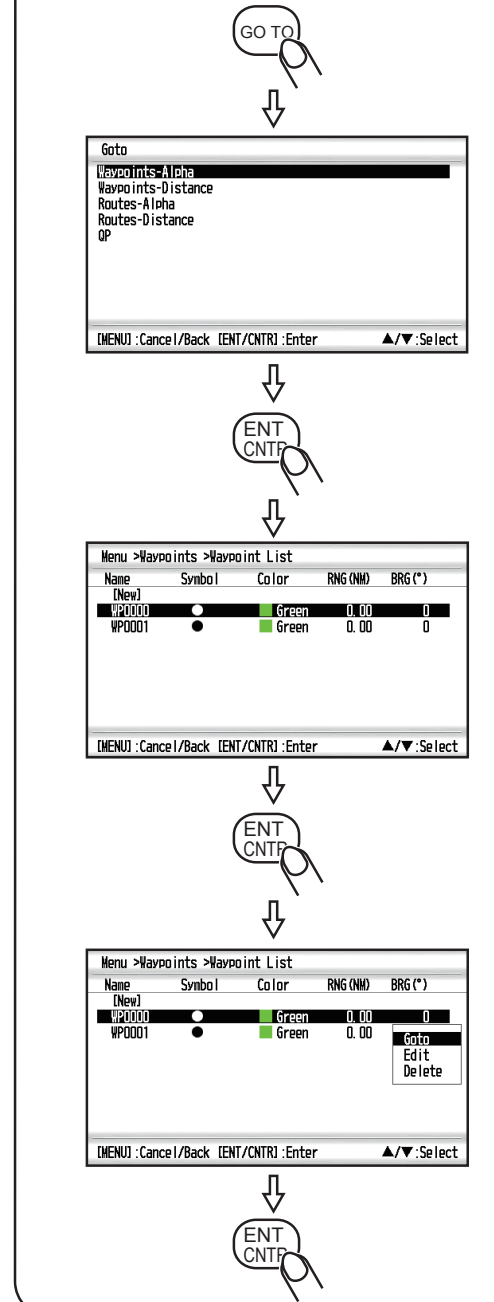 GO TO
Goto
Waypoints-Alpha
Waypoints-Distance
Routes-Alpha
Routes-Distance
QP
[MENU]:Cancel/Back [ENT/CNTR]:Enter ▲/▼:Select
ENT
CNTR
Menu >Waypoints >Waypoint List
Name Symbol Color RNG(NM) BRG(°)
[New]
WP0000 Green 0.00 0
WP0001 Green 0.00 0
[MENU]:Cancel/Back [ENT/CNTR]:Enter ▲/▼:Select
ENT
CNTR
Menu >Waypoints >Waypoint List
Name Symbol Color RNG(NM) BRG(°)
[New]
WP0000 Green 0.00 0
WP0001 Green 0.00
Goto
Edit
Delete
[MENU]:Cancel/Back [ENT/CNTR]:Enter ▲/▼:Select
ENT
CNTR